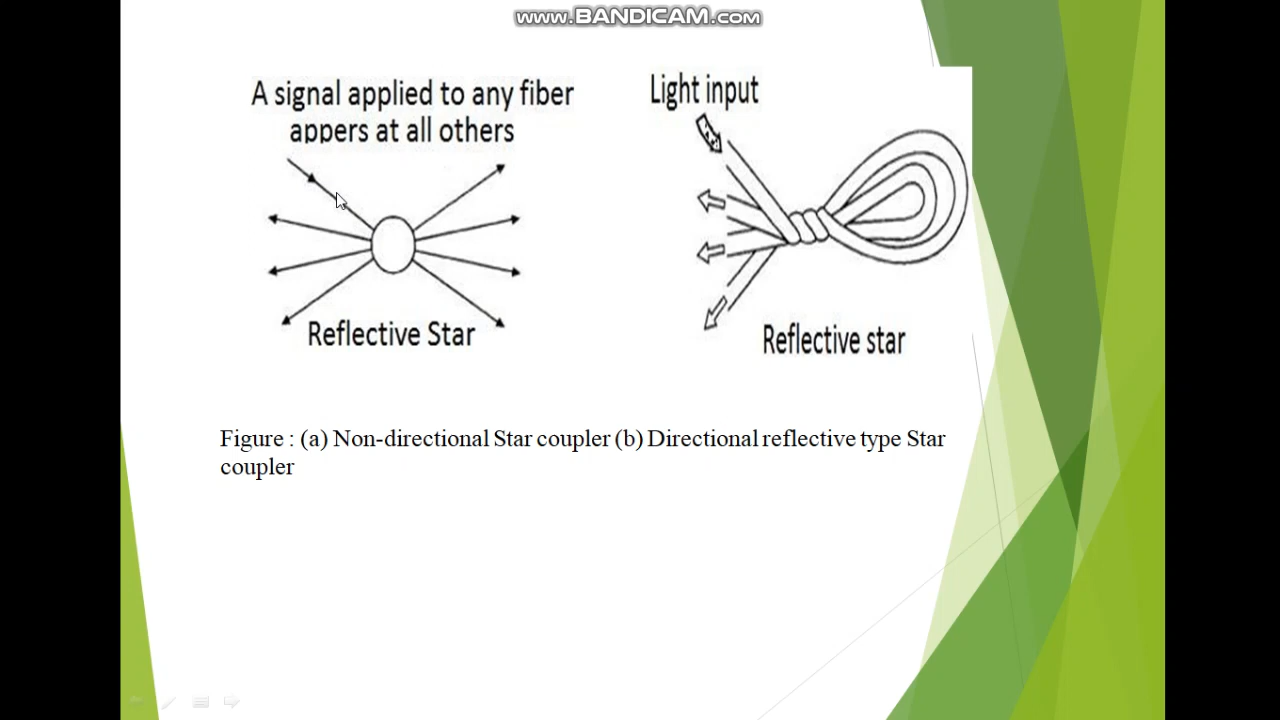 www.BANDICAM.com
A signal applied to any fiber
appers at all others
Reflective Star
Light input
Reflective star
Figure : (a) Non-directional Star coupler (b) Directional reflective type Star
coupler